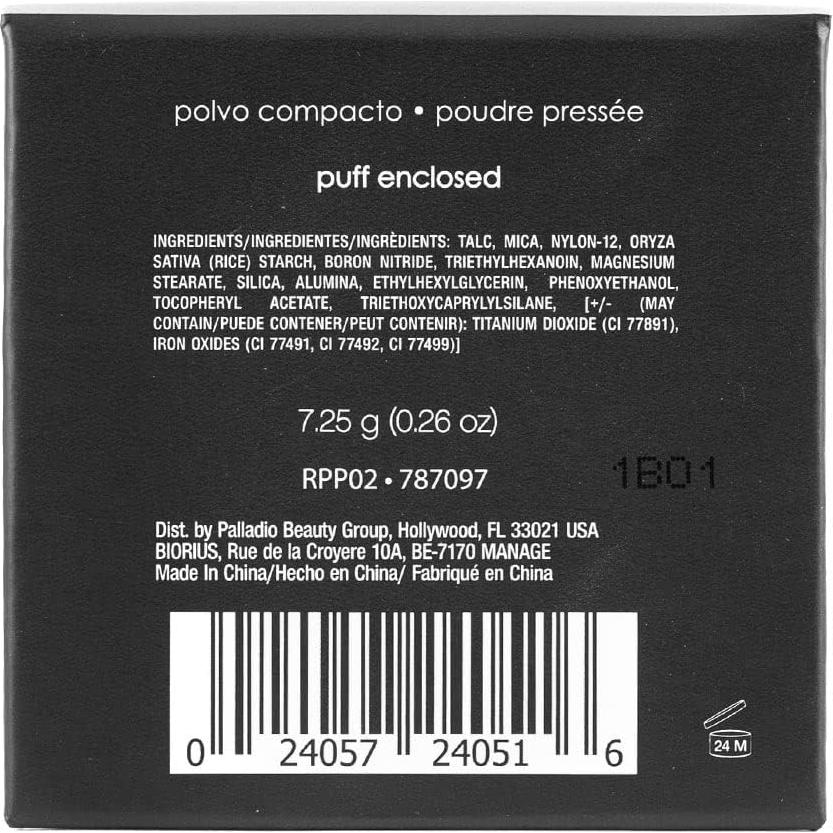 polvo compacto • poudre pressée
puff enclosed
INGREDIENTS/INGREDIENTES/INGRÈDIENTS: TALC, MICA, NYLON-12, ORYZA
SATIVA (RICE) STARCH, BORON NITRIDE, TRIETHYLHEXANOIN, MAGNESIUM
STEARATE, SILICA, ALUMINA, ETHYLHEXYLGLYCERIN, PHENOXYETHANOL,
TOCOPHERYL ACETATE, TRIETHOXYCAPRYLYLSILANE, [+/- (MAY
CONTAIN/PUEDE CONTENER/PEUT CONTENIR): TITANIUM DIOXIDE (CI 77891),
IRON OXIDES (CI 77491, CI 77492, CI 77499)]
7.25 g (0.26 oz)
RPP02 • 787097
1B01
Dist. by Palladio Beauty Group, Hollywood, FL 33021 USA
BIORIUS, Rue de la Croyere 10A, BE-7170 MANAGE
Made In China/Hecho en China/ Fabriqué en China
0 24057 24051 6
24 M